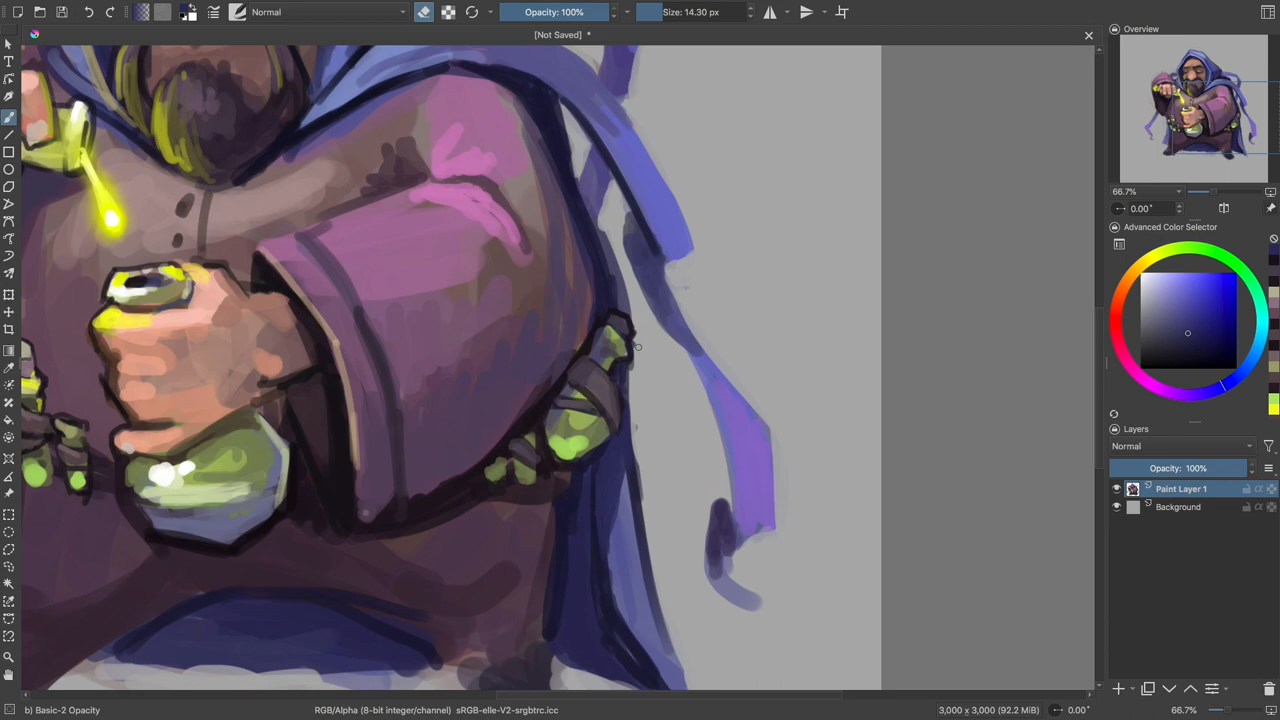 Normal
Opacity: 100%
Size: 14.30 px
[Not Saved] *
Overview
66.7%
0.00°
Advanced Color Selector
Layers
Normal
Opacity: 100%
Paint Layer 1
Background
b) Basic-2 Opacity
RGB/Alpha (8-bit integer/channel) sRGB-elle-V2-srgbtrc.icc
3,000 x 3,000 (92.2 MiB)
0.00°
66.7%